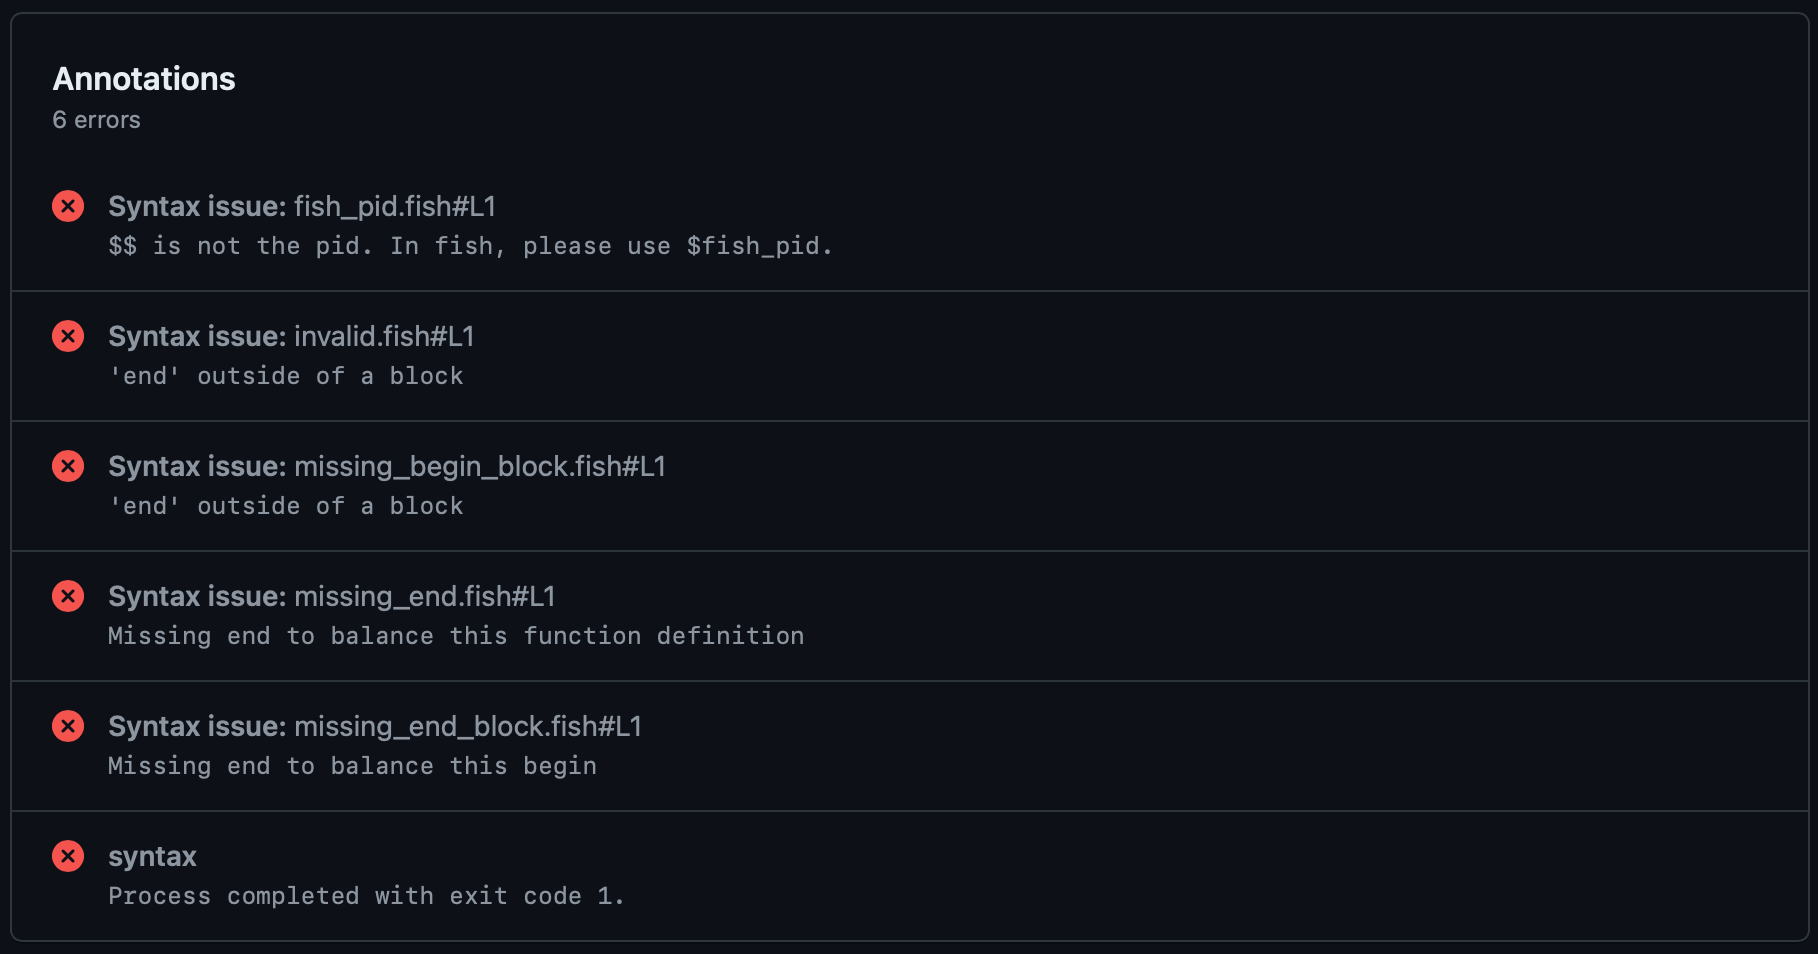 Annotations
6 errors
Syntax issue: fish_pid.fish#L1
$$ is not the pid. In fish, please use $fish_pid.
Syntax issue: invalid.fish#L1
'end' outside of a block
Syntax issue: missing_begin_block.fish#L1
'end' outside of a block
Syntax issue: missing_end.fish#L1
Missing end to balance this function definition
Syntax issue: missing_end_block.fish#L1
Missing end to balance this begin
syntax
Process completed with exit code 1.